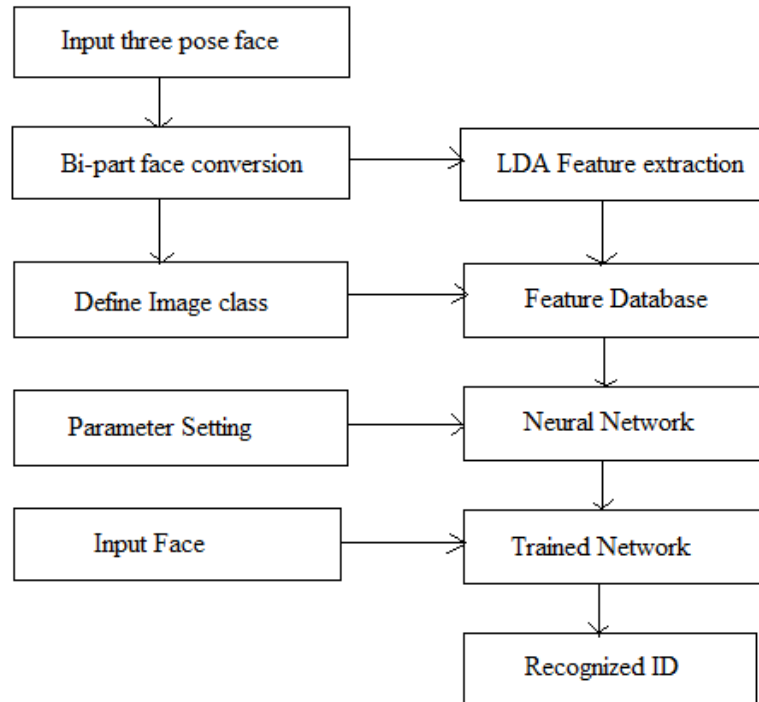 Input three pose face
Bi-part face conversion
LDA Feature extraction
Define Image class
Feature Database
Parameter Setting
Neural Network
Input Face
Trained Network
Recognized ID